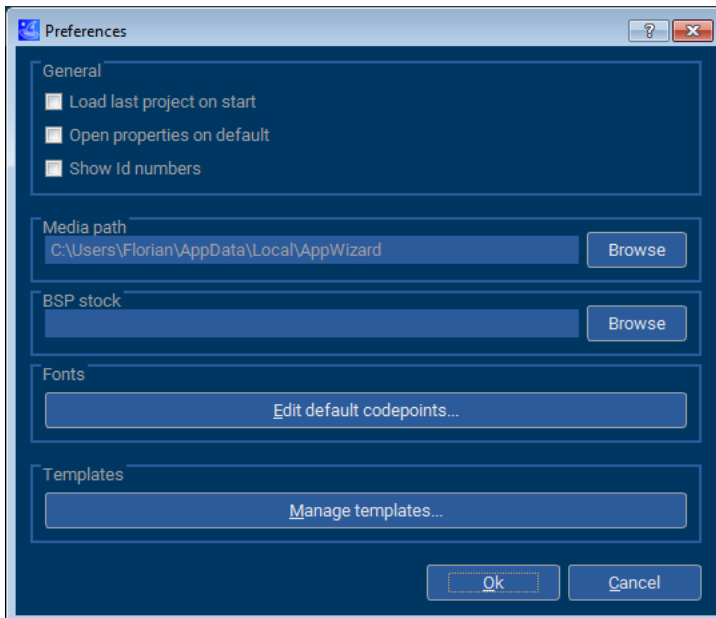 Preferences
?
General
Load last project on start
Open properties on default
Show Id numbers
Media path
C:\Users\Florian\AppData\Local\AppWizard
Browse
BSP stock
Browse
Fonts
Edit default codepoints...
Templates
Manage templates...
Ok
Cancel